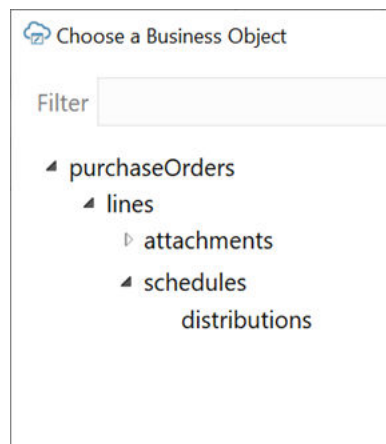 Choose a Business Object
Filter
purchaseOrders
lines
attachments
schedules
distributions